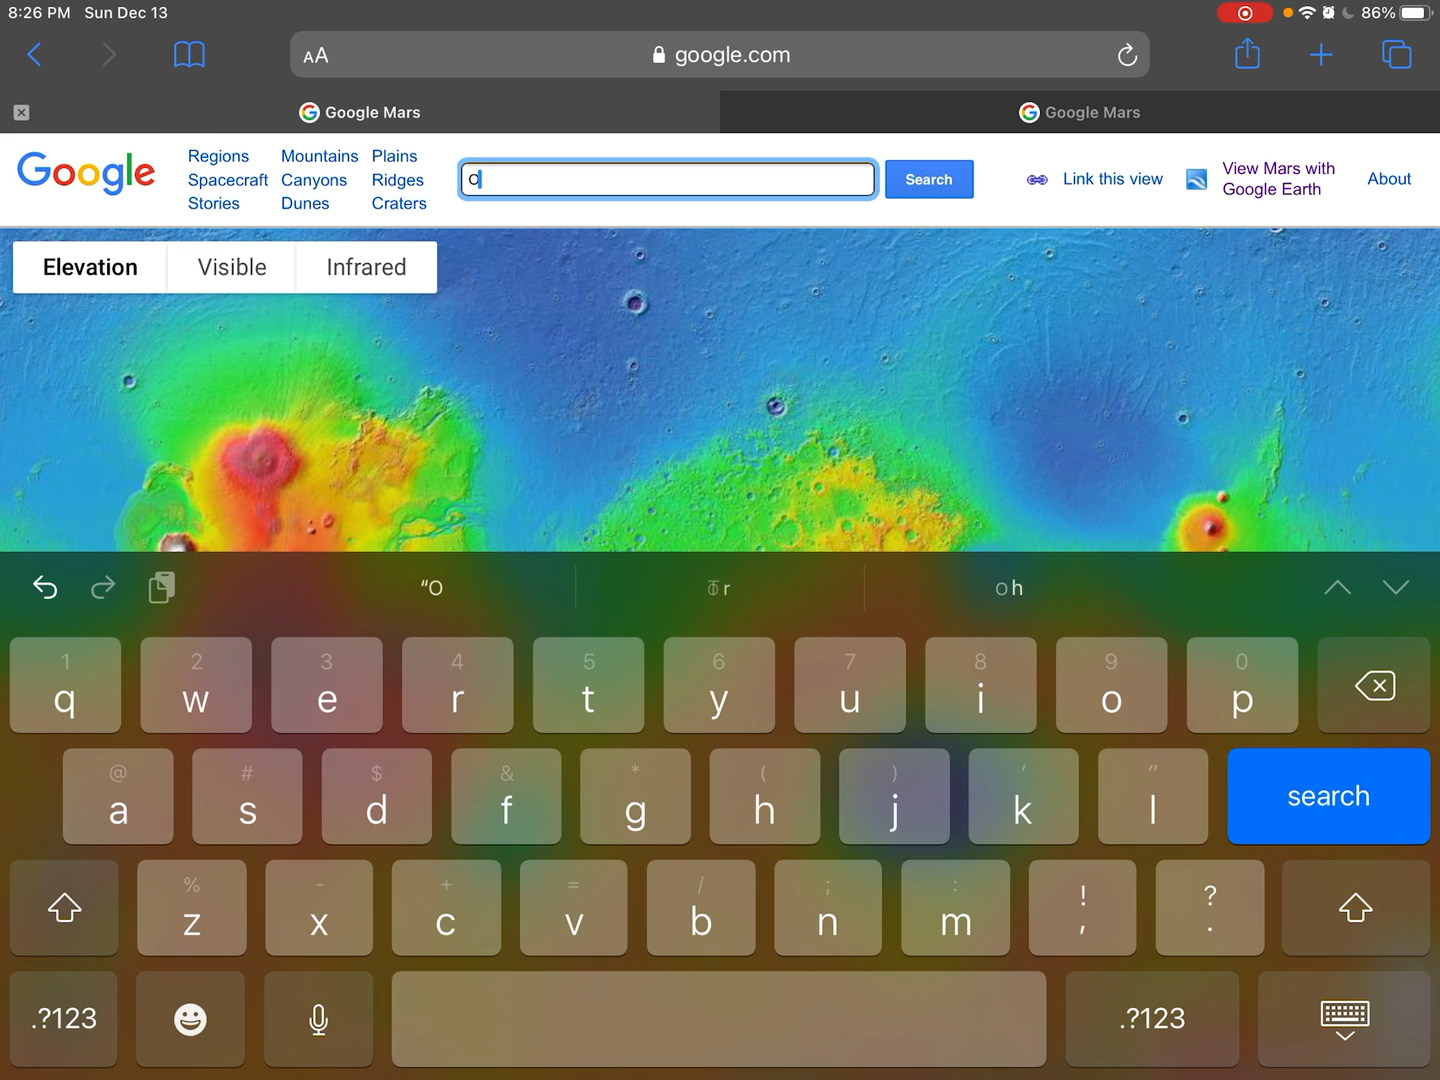 8:26 PM Sun Dec 13
86%
AA google.com
Google Mars
Google Mars
Google
Regions Mountains Plains
Spacecraft Canyons Ridges
Stories Dunes Craters
O
Search
Link this view
View Mars with
Google Earth
About
Elevation Visible Infrared
“O
oh
1 2 3 4 5 6 7 8 9 0
q w e r t y u i o p
@ # $ & * ( ) ' "
a s d f g h j k l
search
% - + = / ; : ! ?
z x c v b n m , .
.?123 .?123